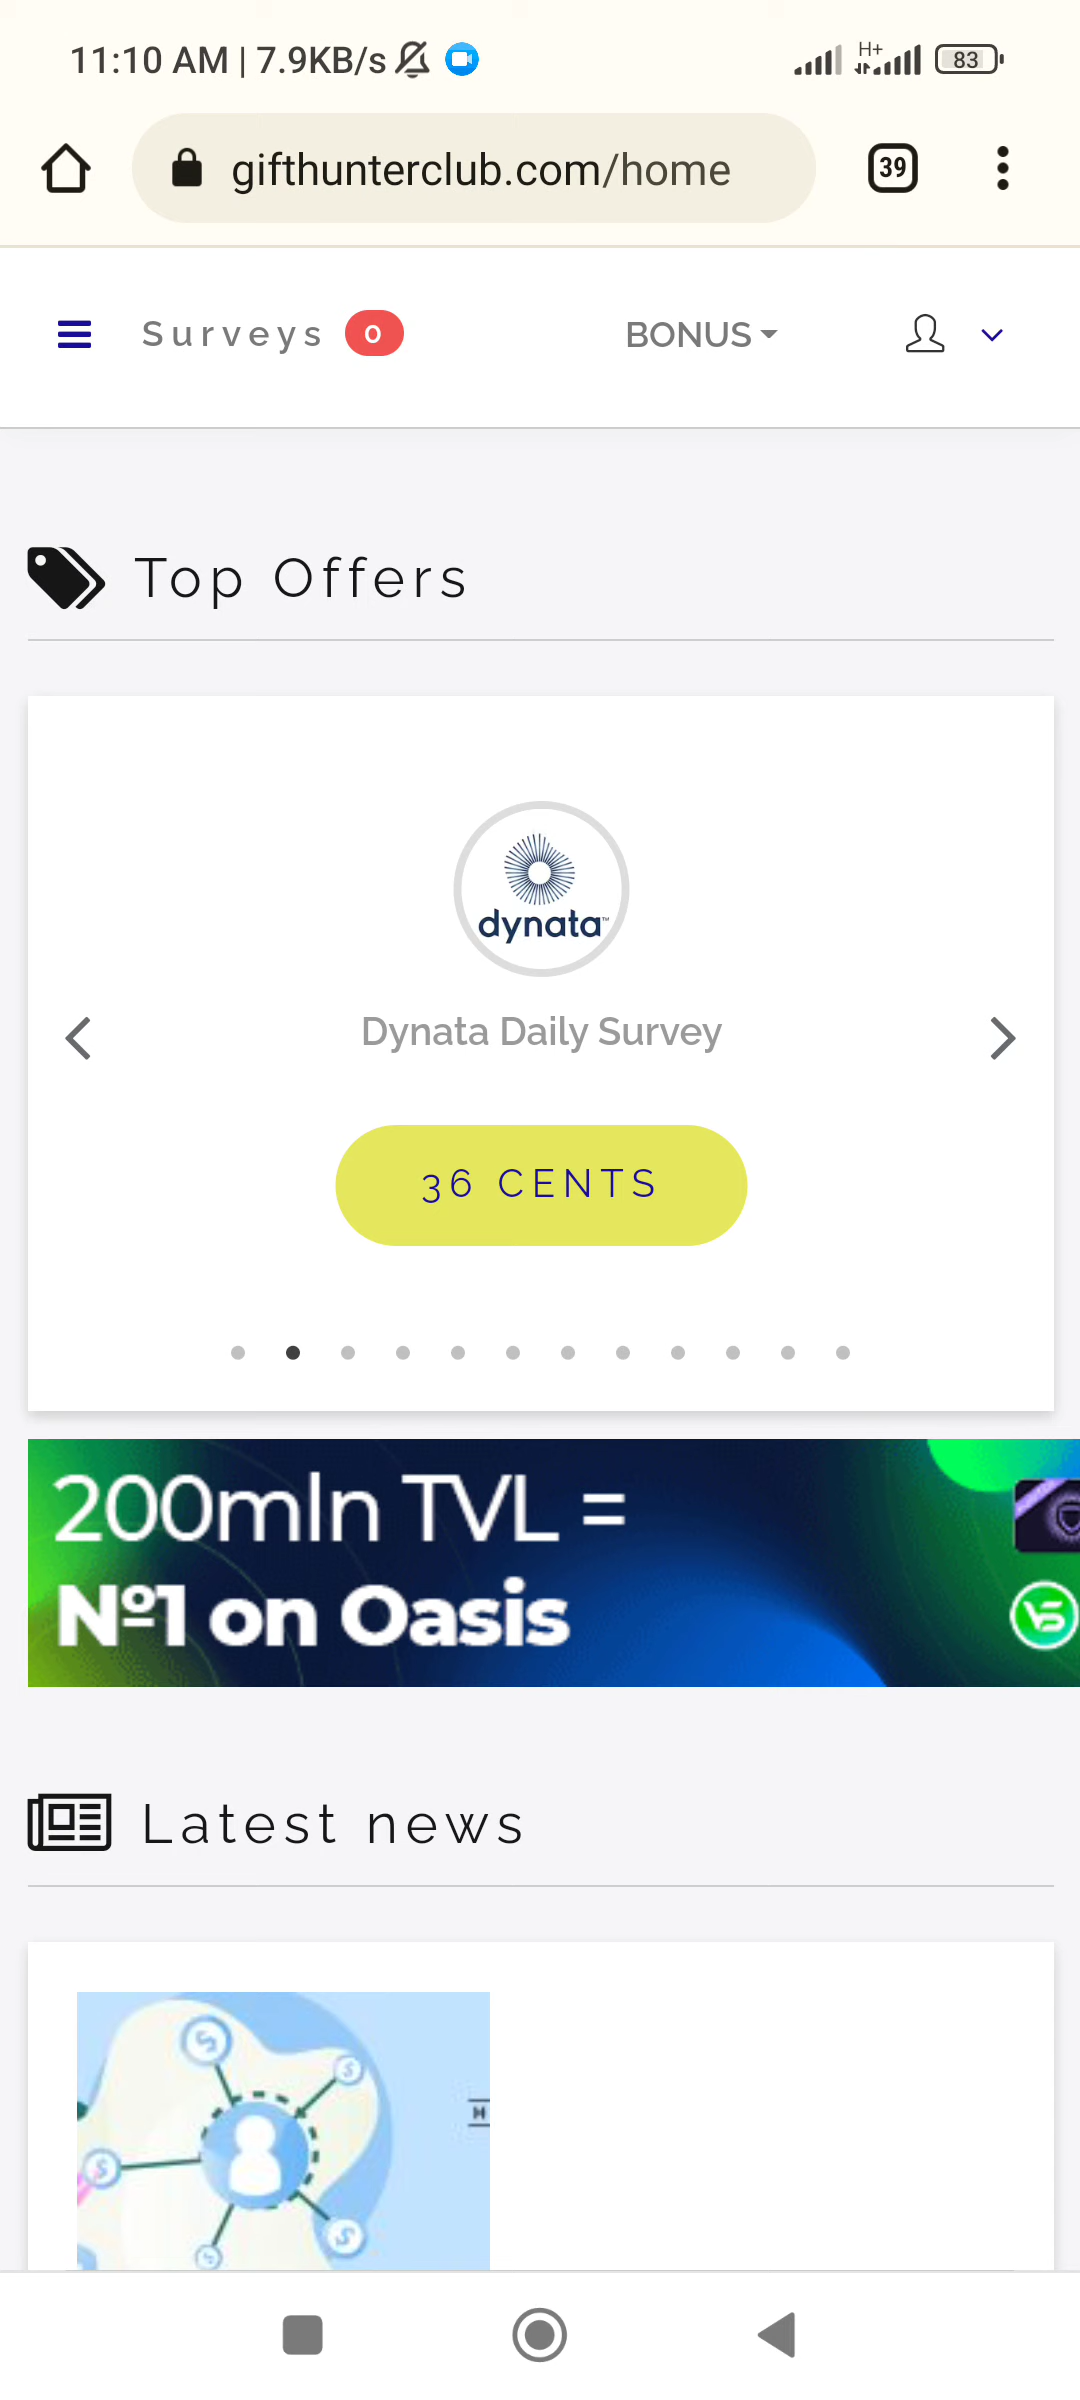 11:10 AM | 7.9KB/s
H+
83
gifthunterclub.com/home
39
Surveys 0
BONUS
Top Offers
dynata™
Dynata Daily Survey
36 CENTS
200mln TVL =
Nº1 on Oasis
Latest news